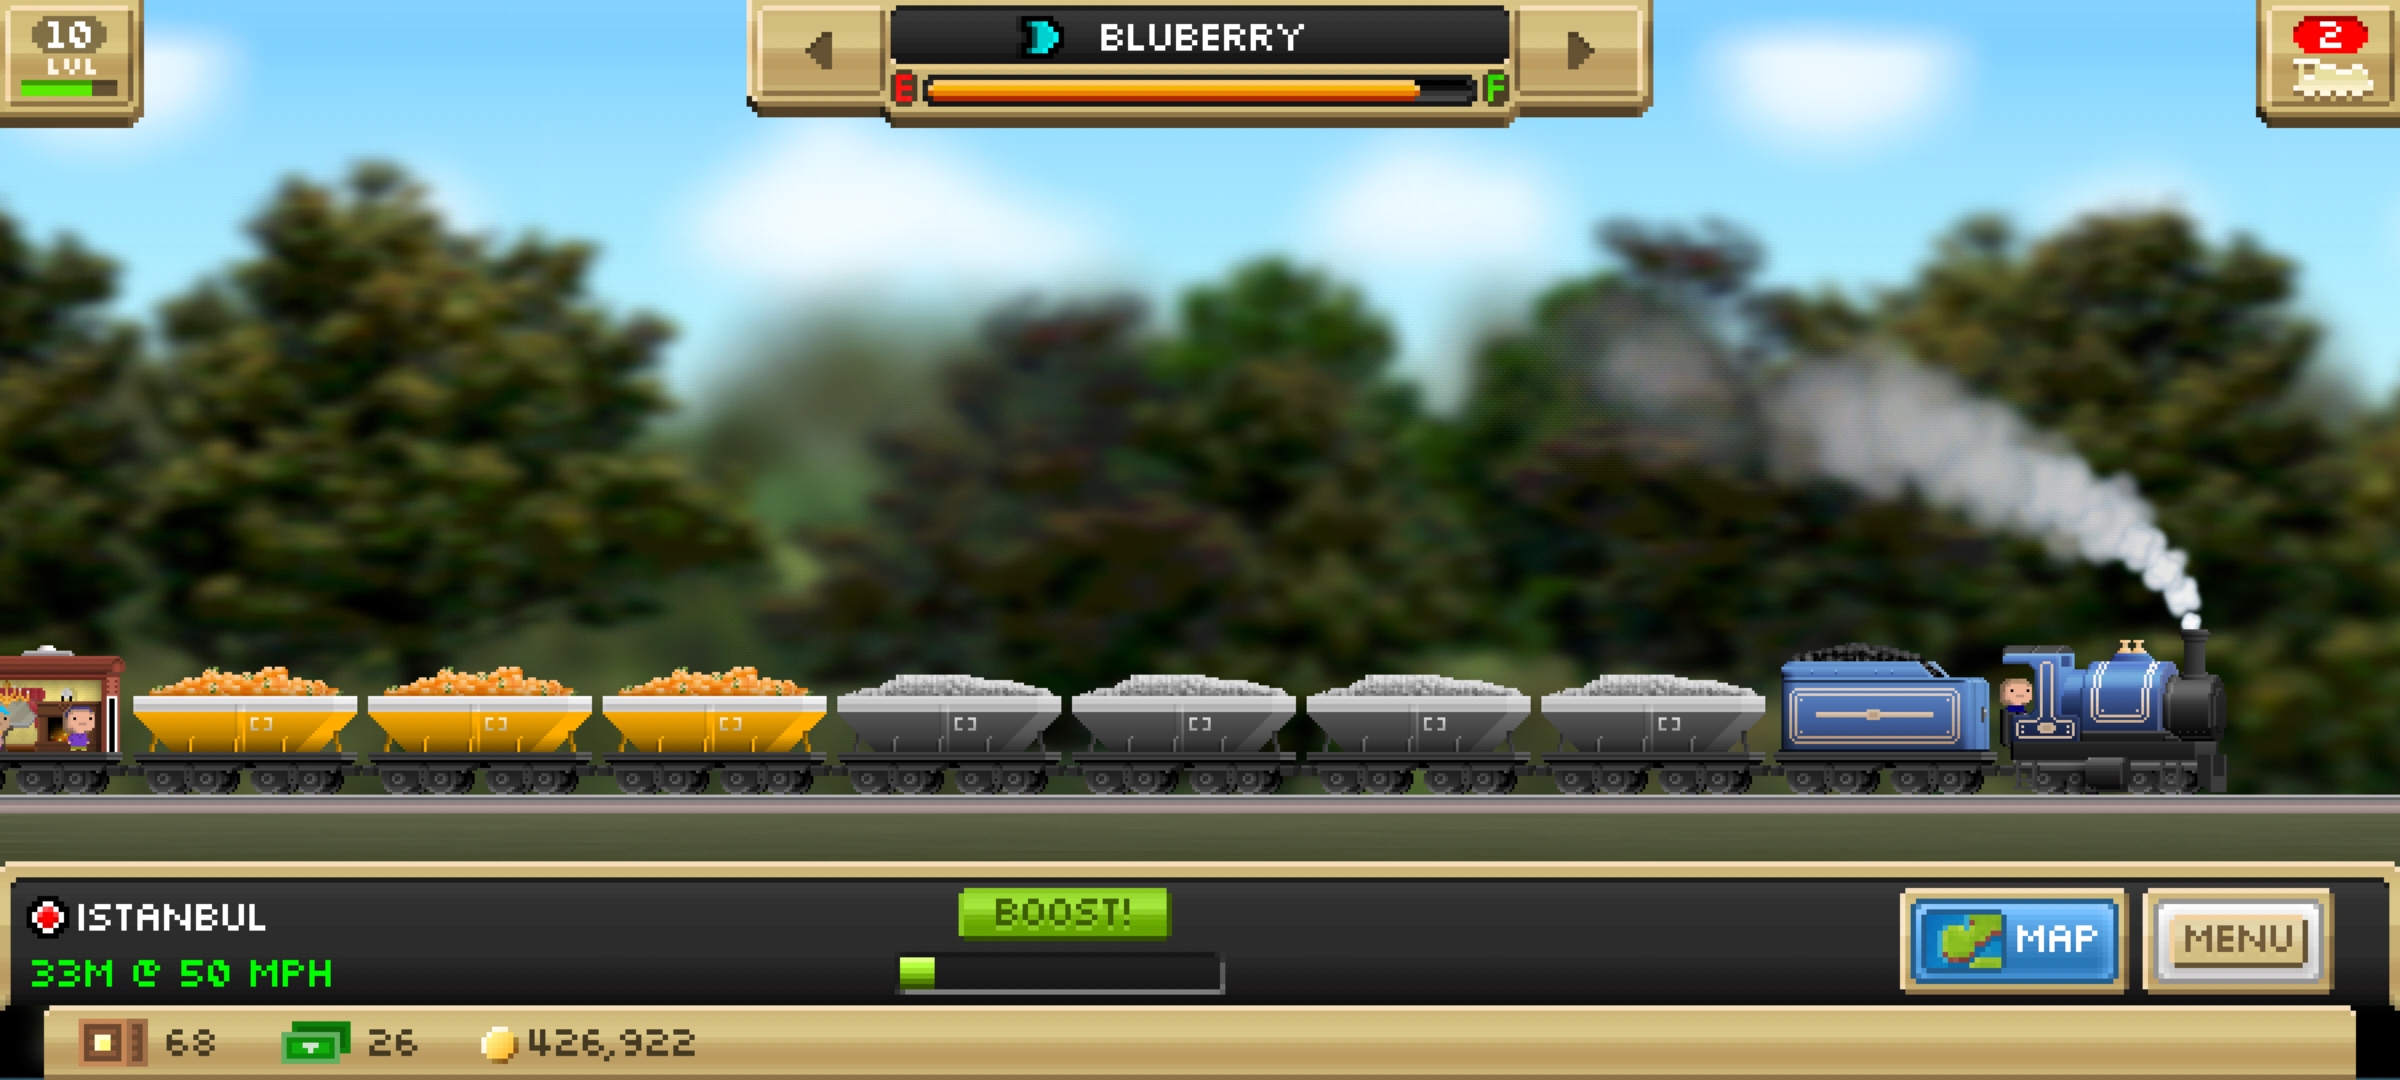 10
LVL
BLUBERRY
E F
2
ISTANBUL
33M @ 50 MPH
BOOST!
MAP
MENU
68 26 426,922